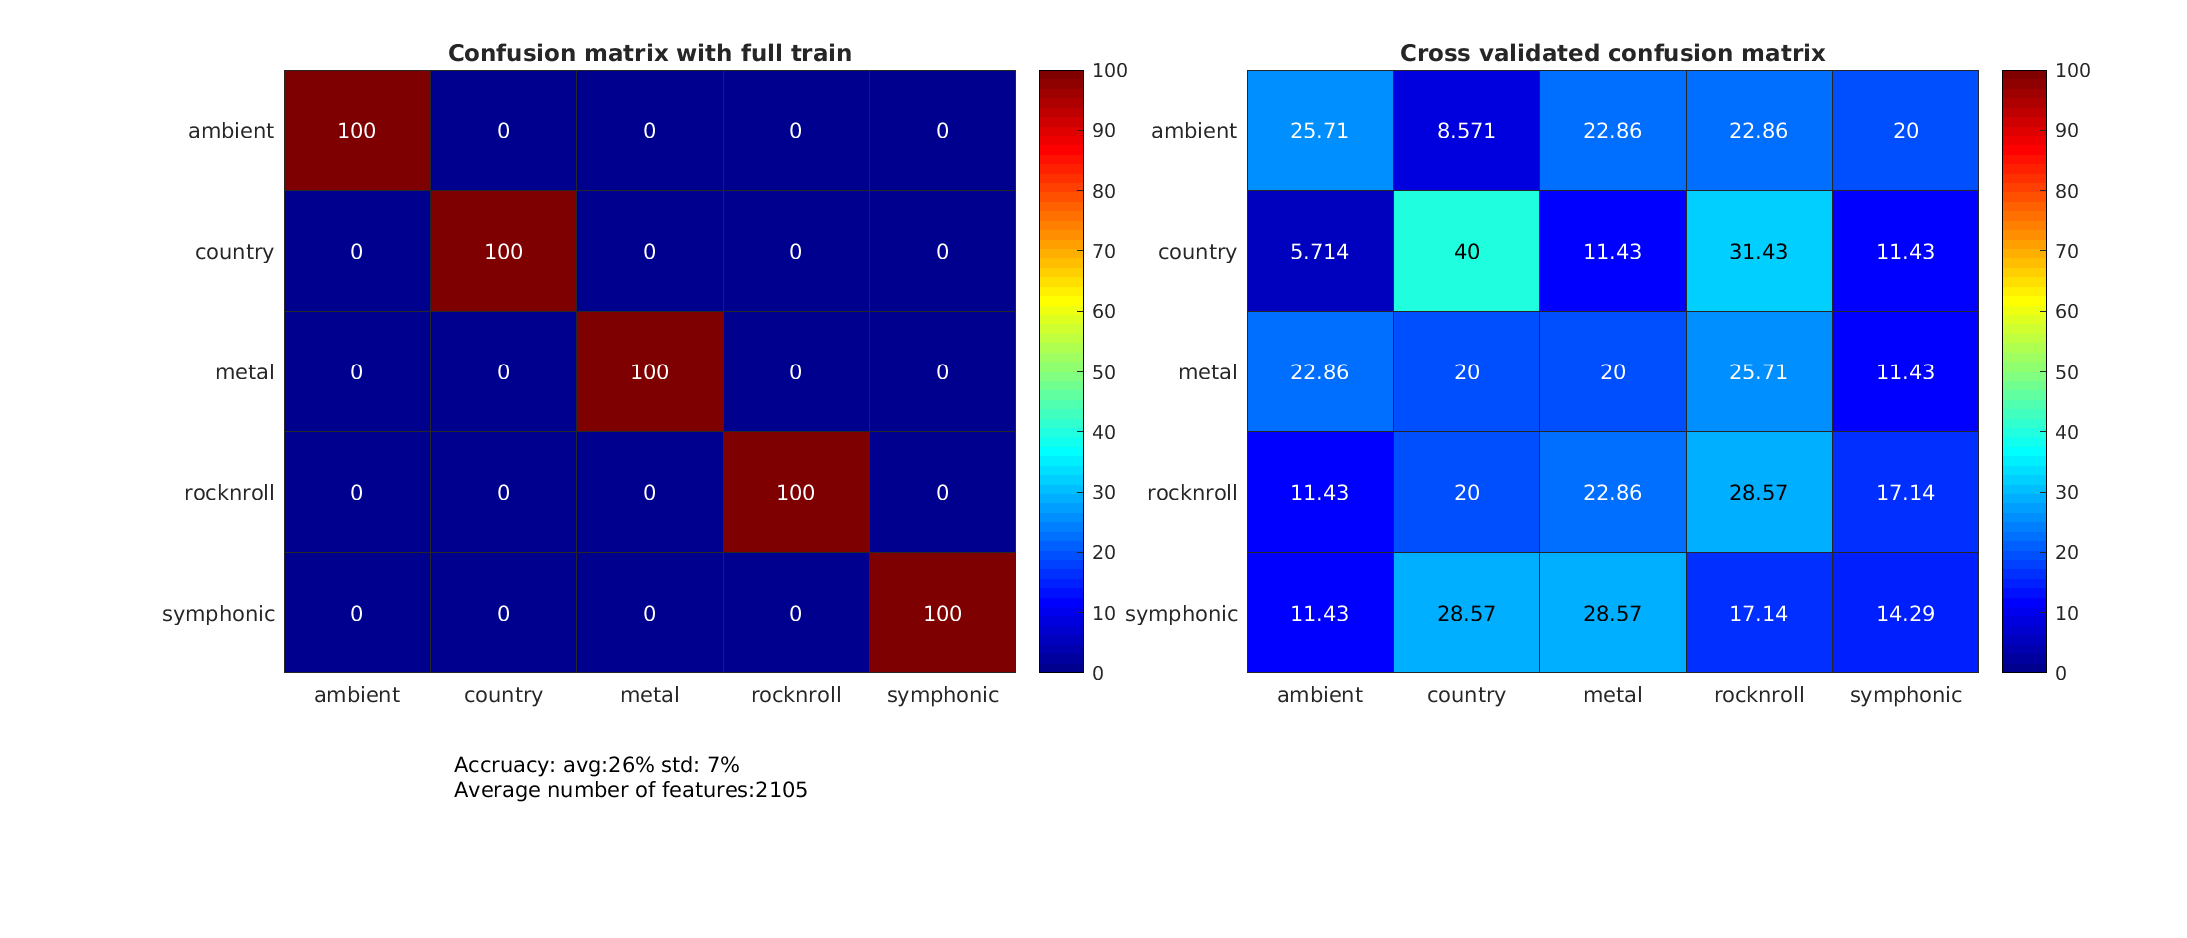 Confusion matrix with full train
ambient 100 0 0 0 0
country 0 100 0 0 0
metal 0 0 100 0 0
rocknroll 0 0 0 100 0
symphonic 0 0 0 0 100
ambient country metal rocknroll symphonic
100
90
80
70
60
50
40
30
20
10
0
Cross validated confusion matrix
ambient 25.71 8.571 22.86 22.86 20
country 5.714 40 11.43 31.43 11.43
metal 22.86 20 20 25.71 11.43
rocknroll 11.43 20 22.86 28.57 17.14
symphonic 11.43 28.57 28.57 17.14 14.29
ambient country metal rocknroll symphonic
100
90
80
70
60
50
40
30
20
10
0
Accruacy: avg:26% std: 7%
Average number of features:2105